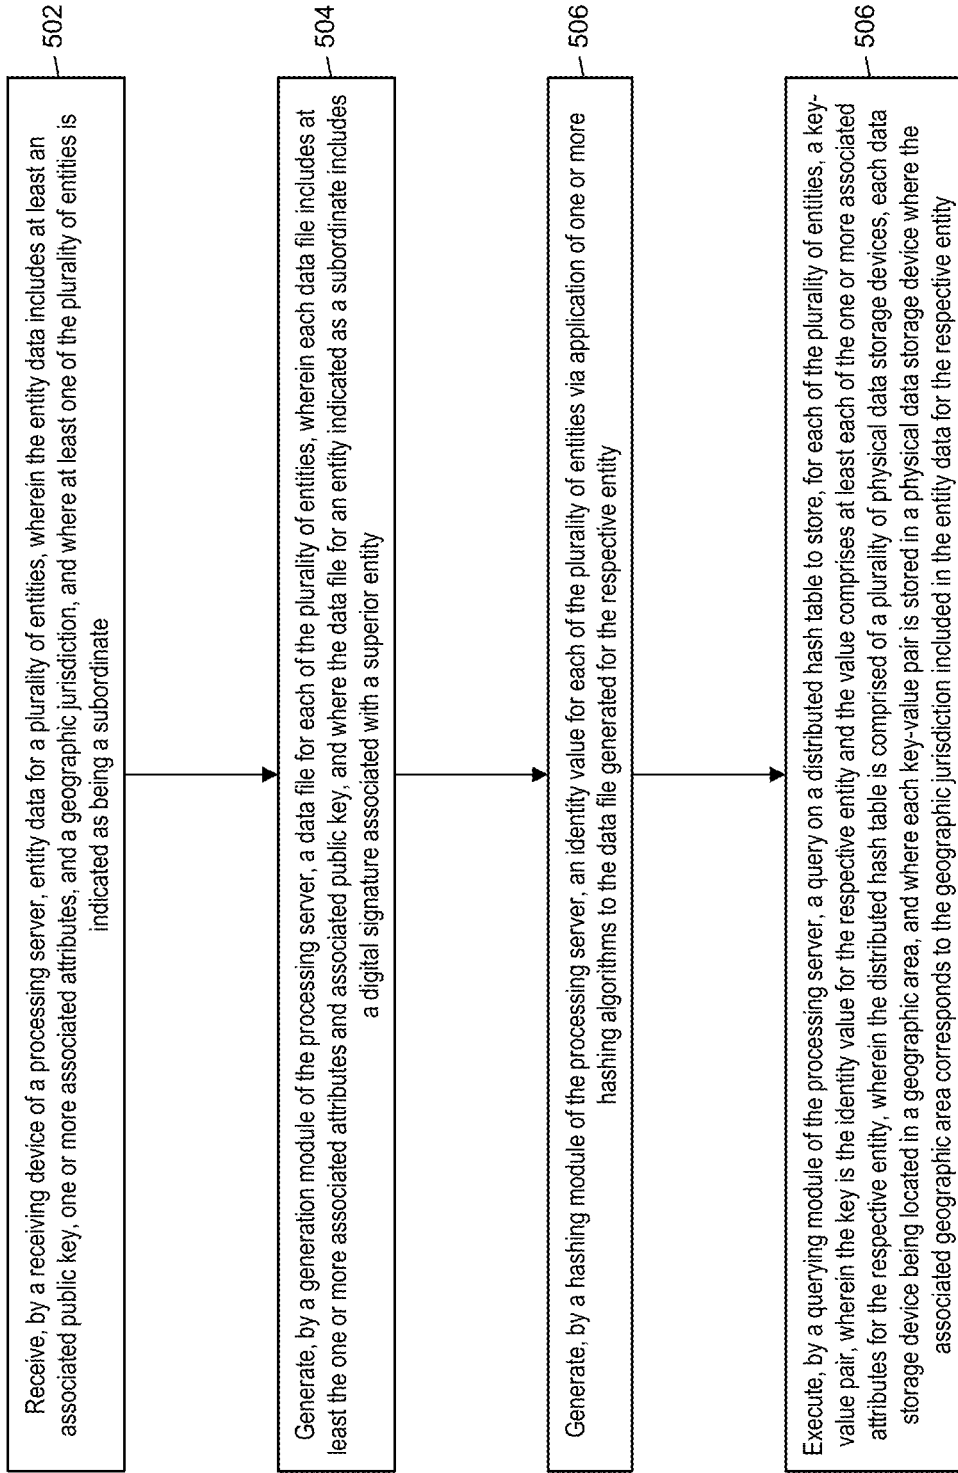 Receive, by a receiving device of a processing server, entity data for a plurality of entities, wherein the entity data includes at least an
associated public key, one or more associated attributes, and a geographic jurisdiction, and where at least one of the plurality of entities is
indicated as being a subordinate
502
Generate, by a generation module of the processing server, a data file for each of the plurality of entities, wherein each data file includes at
least the one or more associated attributes and associated public key, and where the data file for an entity indicated as a subordinate includes
a digital signature associated with a superior entity
504
Generate, by a hashing module of the processing server, an identity value for each of the plurality of entities via application of one or more
hashing algorithms to the data file generated for the respective entity
506
Execute, by a querying module of the processing server, a query on a distributed hash table to store, for each of the plurality of entities, a key-
value pair, wherein the key is the identity value for the respective entity and the value comprises at least each of the one or more associated
attributes for the respective entity, wherein the distributed hash table is comprised of a plurality of physical data storage devices, each data
storage device being located in a geographic area, and where each key-value pair is stored in a physical data storage device where the
associated geographic area corresponds to the geographic jurisdiction included in the entity data for the respective entity
506